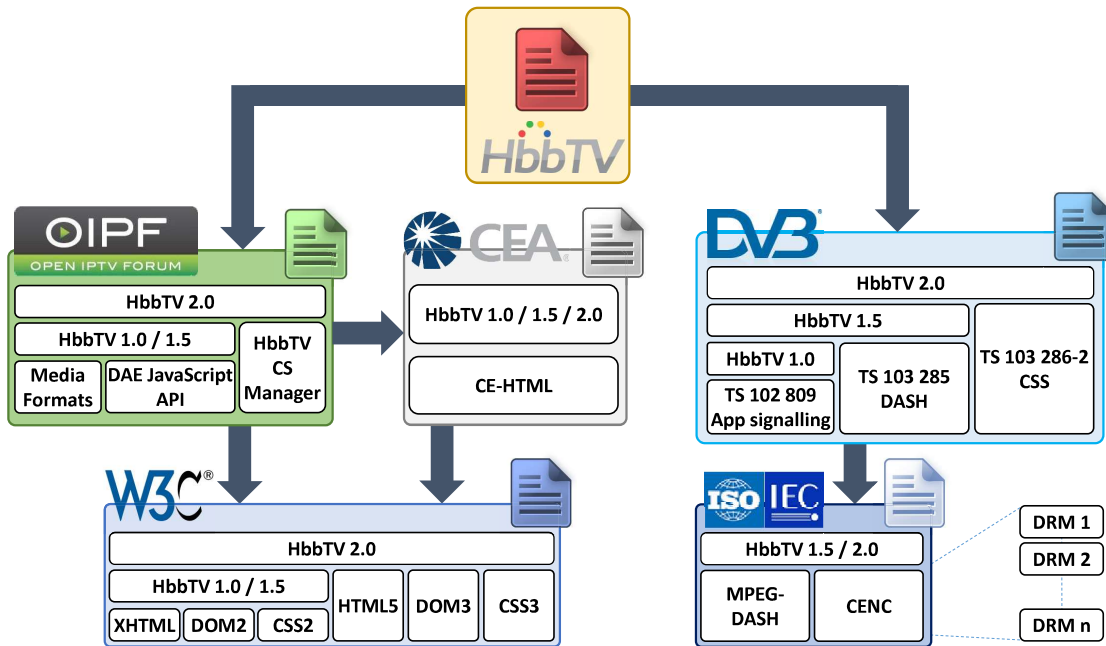 HbbTV
OIPF
OPEN IPTV FORUM
HbbTV 2.0
HbbTV 1.0 / 1.5
HbbTV
CS
Manager
Media
Formats
DAE JavaScript
API
CEA®
HbbTV 1.0 / 1.5 / 2.0
CE-HTML
DVB®
HbbTV 2.0
HbbTV 1.5
HbbTV 1.0
TS 102 809
App signalling
TS 103 285
DASH
TS 103 286-2
CSS
W3C®
HbbTV 2.0
HbbTV 1.0 / 1.5
XHTML
DOM2
CSS2
HTML5
DOM3
CSS3
ISO
IEC
HbbTV 1.5 / 2.0
MPEG-
DASH
CENC
DRM 1
DRM 2
DRM n